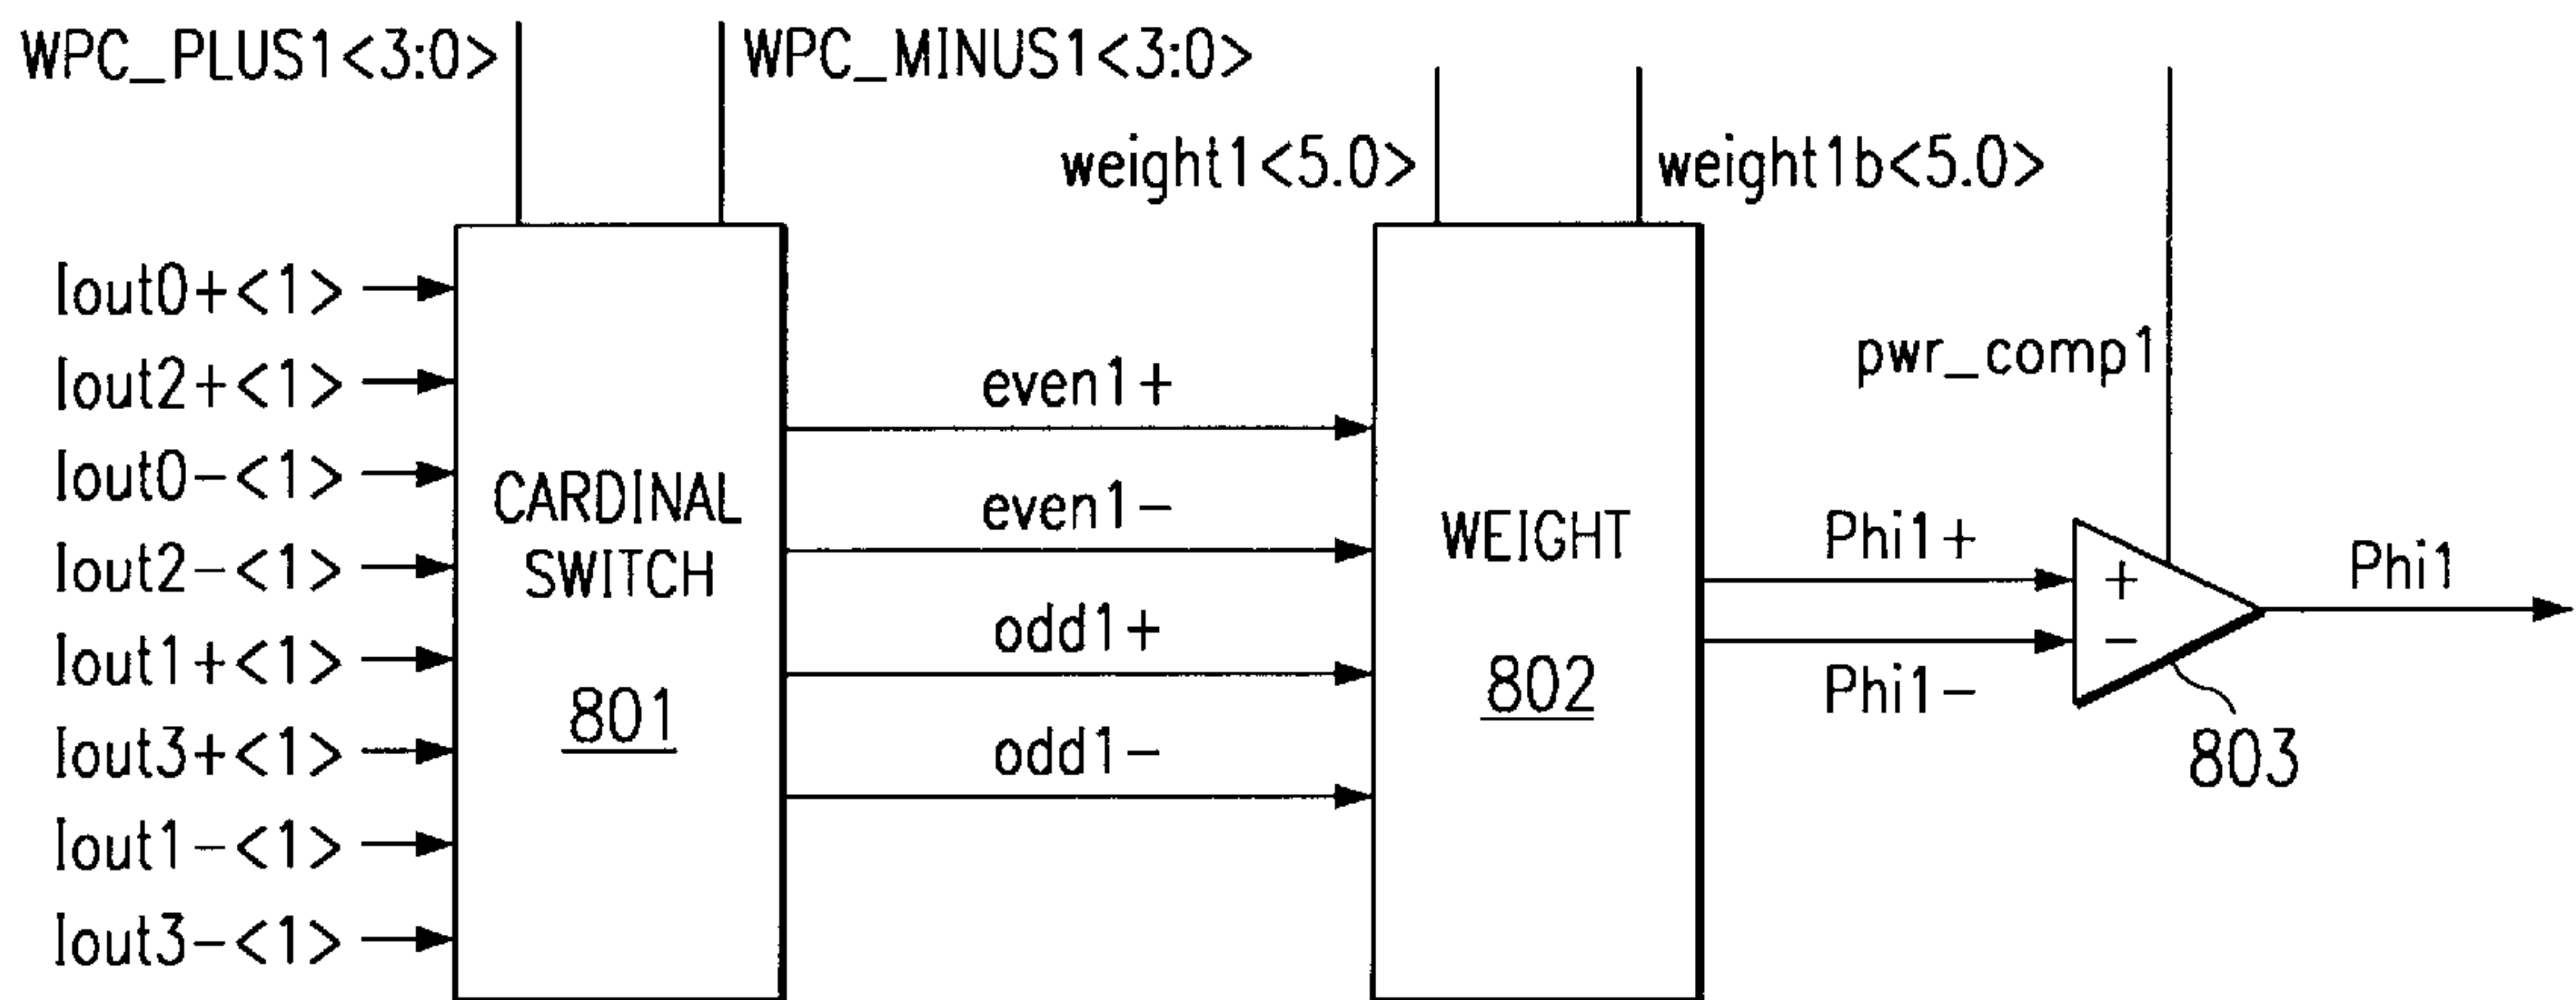 WPC_PLUS1<3:0>
WPC_MINUS1<3:0>
weight1<5.0>
weight1b<5.0>
pwr_comp1
Iout0+<1>
Iout2+<1>
Iout0-<1>
Iout2-<1>
Iout1+<1>
Iout3+<1>
Iout1-<1>
Iout3-<1>
CARDINAL
SWITCH
801
even1+
even1-
odd1+
odd1-
WEIGHT
802
Phi1+
Phi1-
+
-
803
Phi1